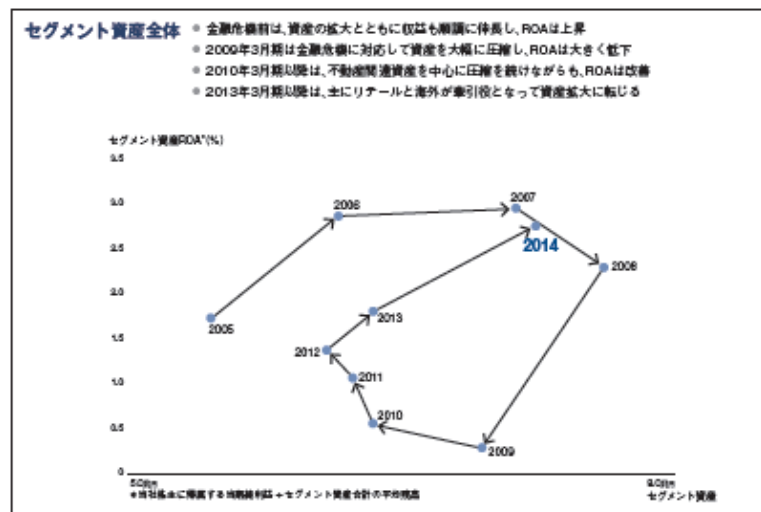 セグメント資産全体
● 金融危機前は、資産の拡大とともに収益も順調に伸長し、ROAは上昇
● 2009年3月期は金融危機に対応して資産を大幅に圧縮し、ROAは大きく低下
● 2010年3月期以降は、不動産関連資産を中心に圧縮を続けながらも、ROAは改善
● 2013年3月期以降は、主にリテールと海外が牽引役となって資産拡大に転じる
セグメント資産ROA*(%)
3.5
3.0
2.5
2.0
1.5
1.0
0.5
0
2006
2007
2014
2008
2005
2013
2012
2011
2010
2009
5.0兆円
9.0兆円
セグメント資産
*当社株主に帰属する当期純利益÷セグメント資産合計の平均残高